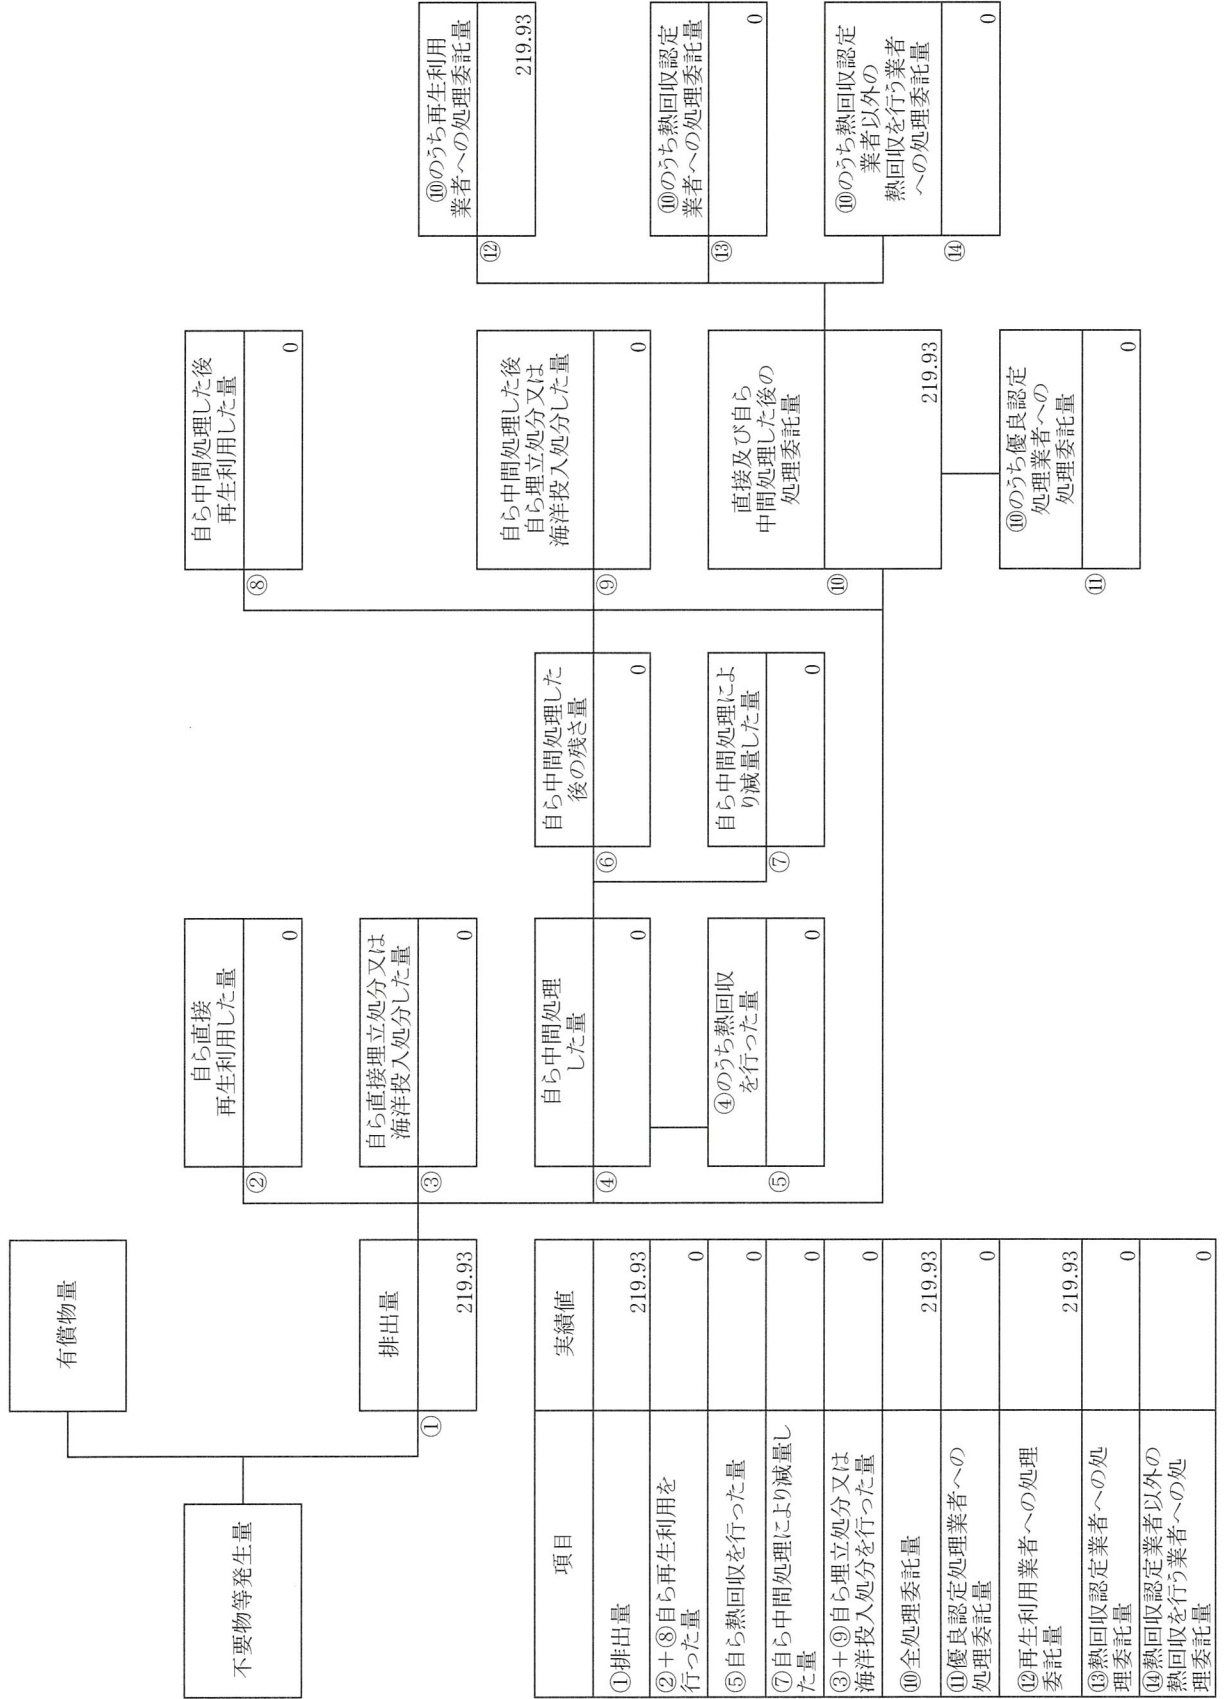 不要物等発生量
有償物量
①
排出量
219.93
②
自ら直接
再生利用した量
0
③
自ら直接埋立処分又は
海洋投入処分した量
0
④
自ら中間処理
した量
0
⑤
④のうち熱回収
を行った量
0
⑥
自ら中間処理した
後の残さ量
0
⑦
自ら中間処理によ
り減量した量
0
⑧
自ら中間処理した後
再生利用した量
0
⑨
自ら中間処理した後
自ら埋立処分又は
海洋投入処分した量
0
⑩
直接及び自ら
中間処理した後の
処理委託量
219.93
⑪
⑩のうち優良認定
処理業者への
処理委託量
0
⑫
⑩のうち再生利用
業者への処理委託量
219.93
⑬
⑩のうち熱回収認定
業者への処理委託量
0
⑭
⑩のうち熱回収認定
業者以外の
熱回収を行う業者
への処理委託量
0
項目 実績値
①排出量 219.93
②+⑧自ら再生利用を
行った量 0
⑤自ら熱回収を行った量 0
⑦自ら中間処理により減量し
た量 0
③+⑨自ら埋立処分又は
海洋投入処分を行った量 0
⑩全処理委託量 219.93
⑪優良認定処理業者への
処理委託量 0
⑫再生利用業者への処理
委託量 219.93
⑬熱回収認定業者への処
理委託量 0
⑭熱回収認定業者以外の
熱回収を行う業者への処
理委託量 0